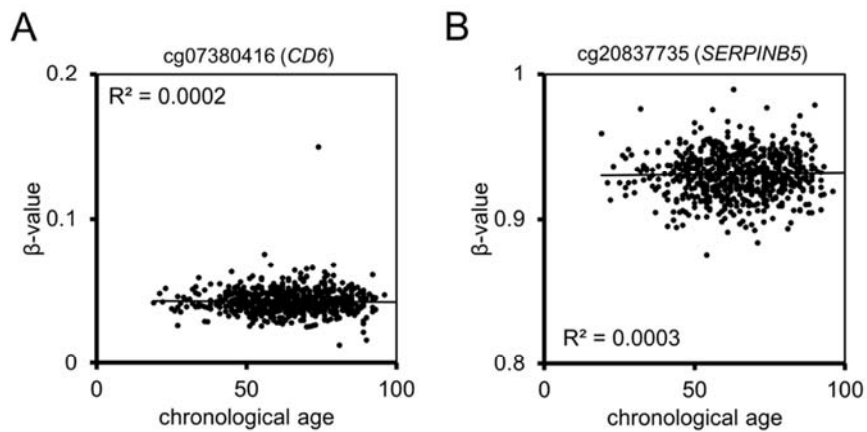 A
cg07380416 (CD6)
0.2
R² = 0.0002
0.1
β-value
0
0
50
100
chronological age
B
cg20837735 (SERPINB5)
1
0.9
β-value
0.8
R² = 0.0003
0
50
100
chronological age